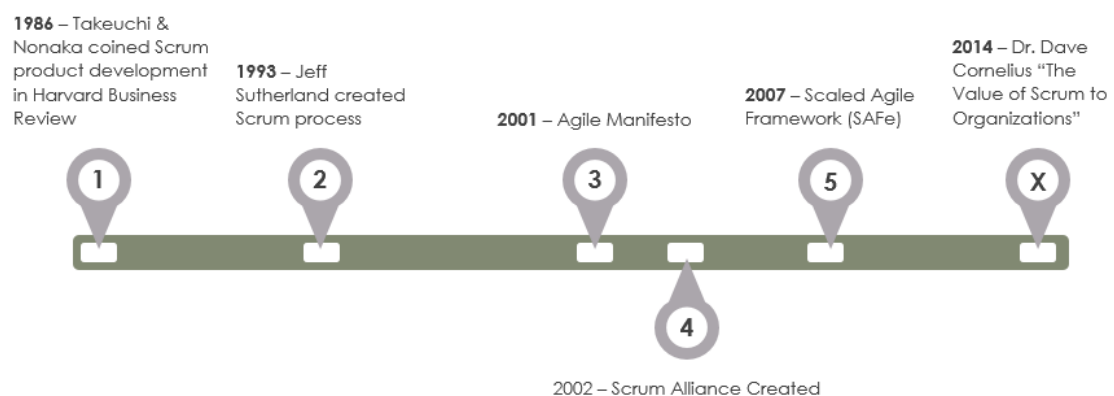 1986 – Takeuchi &
Nonaka coined Scrum
product development
in Harvard Business
Review
1993 – Jeff
Sutherland created
Scrum process
2001 – Agile Manifesto
2007 – Scaled Agile
Framework (SAFe)
2014 – Dr. Dave
Cornelius “The
Value of Scrum to
Organizations”
1
2
3
5
X
4
2002 – Scrum Alliance Created